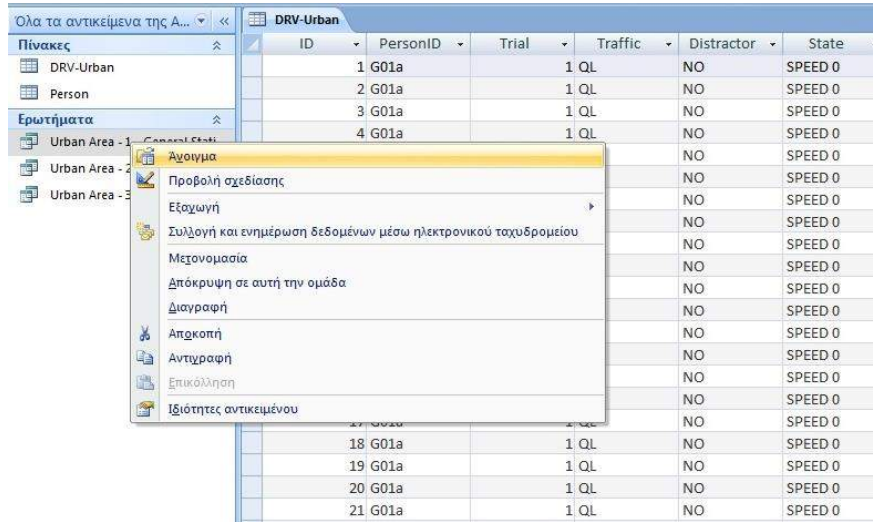 Όλα τα αντικείμενα της Α...
Πίνακες
DRV-Urban
Person
Ερωτήματα
Urban Area - 1
Urban Area - 2
Urban Area - 3
Άνοιγμα
Προβολή σχεδίασης
Εξαγωγή
Συλλογή και ενημέρωση δεδομένων μέσω ηλεκτρονικού ταχυδρομείου
Μετονομασία
Απόκρυψη σε αυτή την ομάδα
Διαγραφή
Αποκοπή
Αντιγραφή
Επικόλληση
Ιδιότητες αντικειμένου
DRV-Urban
ID PersonID Trial Traffic Distractor State
1 G01a 1 QL NO SPEED 0
2 G01a 1 QL NO SPEED 0
3 G01a 1 QL NO SPEED 0
4 G01a 1 QL NO SPEED 0
NO SPEED 0
NO SPEED 0
NO SPEED 0
NO SPEED 0
NO SPEED 0
NO SPEED 0
NO SPEED 0
NO SPEED 0
NO SPEED 0
NO SPEED 0
NO SPEED 0
NO SPEED 0
17 G01a 1 QL NO SPEED 0
18 G01a 1 QL NO SPEED 0
19 G01a 1 QL NO SPEED 0
20 G01a 1 QL NO SPEED 0
21 G01a 1 QL NO SPEED 0